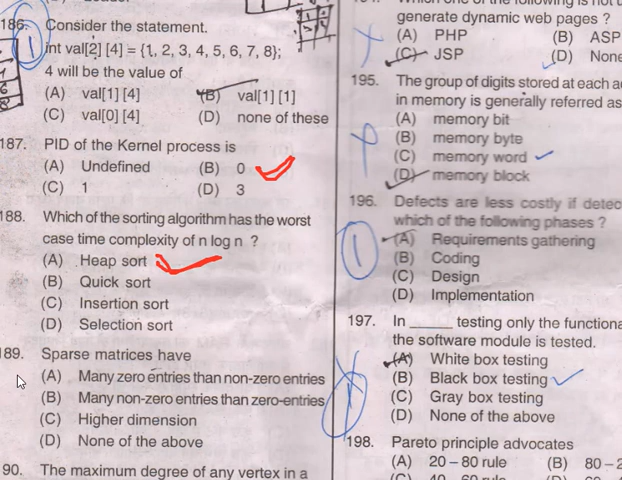 186. Consider the statement.
int val[2] [4] = {1, 2, 3, 4, 5, 6, 7, 8};
4 will be the value of
(A) val[1] [4] (B) val[1] [1]
(C) val[0] [4] (D) none of these
187. PID of the Kernel process is
(A) Undefined (B) 0
(C) 1 (D) 3
188. Which of the sorting algorithm has the worst
case time complexity of n log n ?
(A) Heap sort
(B) Quick sort
(C) Insertion sort
(D) Selection sort
189. Sparse matrices have
(A) Many zero entries than non-zero entries
(B) Many non-zero entries than zero-entries
(C) Higher dimension
(D) None of the above
90. The maximum degree of any vertex in a
generate dynamic web pages ?
(A) PHP (B) ASP
(C) JSP (D) None
195. The group of digits stored at each a
in memory is generally referred as
(A) memory bit
(B) memory byte
(C) memory word
(D) memory block
196. Defects are less costly if detec
which of the following phases ?
(A) Requirements gathering
(B) Coding
(C) Design
(D) Implementation
197. In ______ testing only the functiona
the software module is tested.
(A) White box testing
(B) Black box testing
(C) Gray box testing
(D) None of the above
198. Pareto principle advocates
(A) 20 – 80 rule (B) 80 – 2